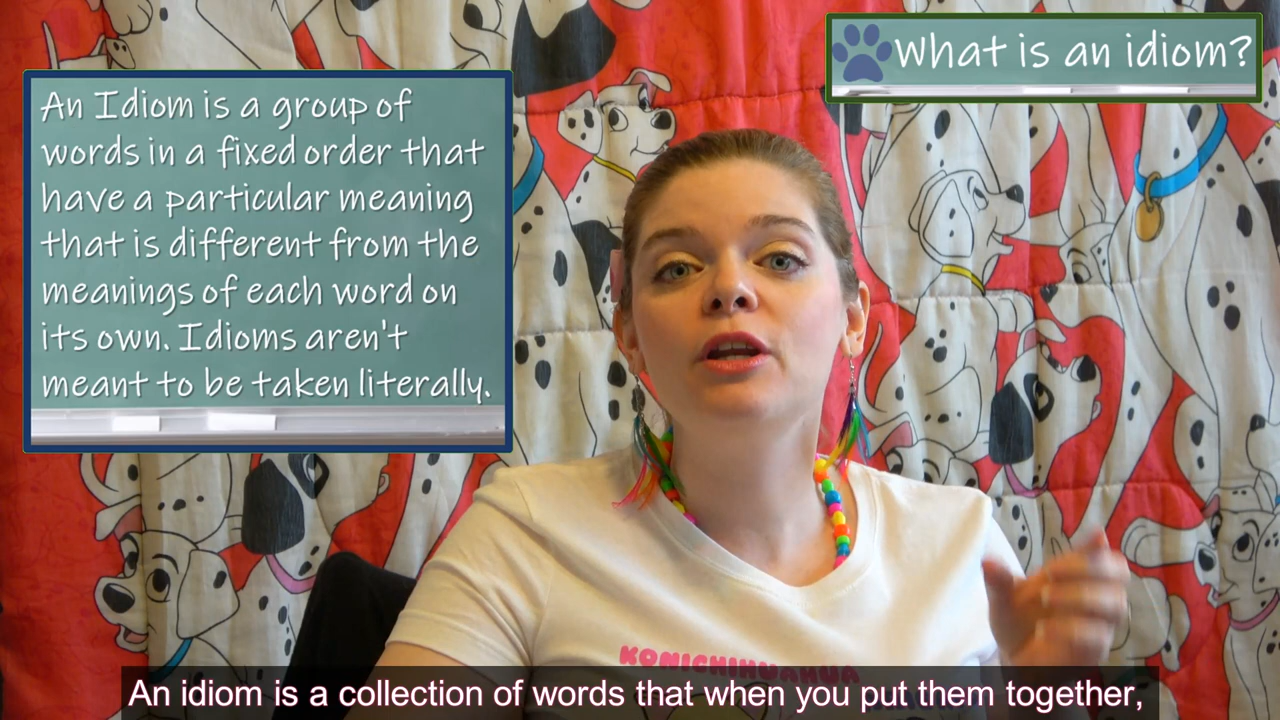 What is an idiom?
An Idiom is a group of
words in a fixed order that
have a particular meaning
that is different from the
meanings of each word on
its own. Idioms aren't
meant to be taken literally.
KONICHIHUAHUA
An idiom is a collection of words that when you put them together,